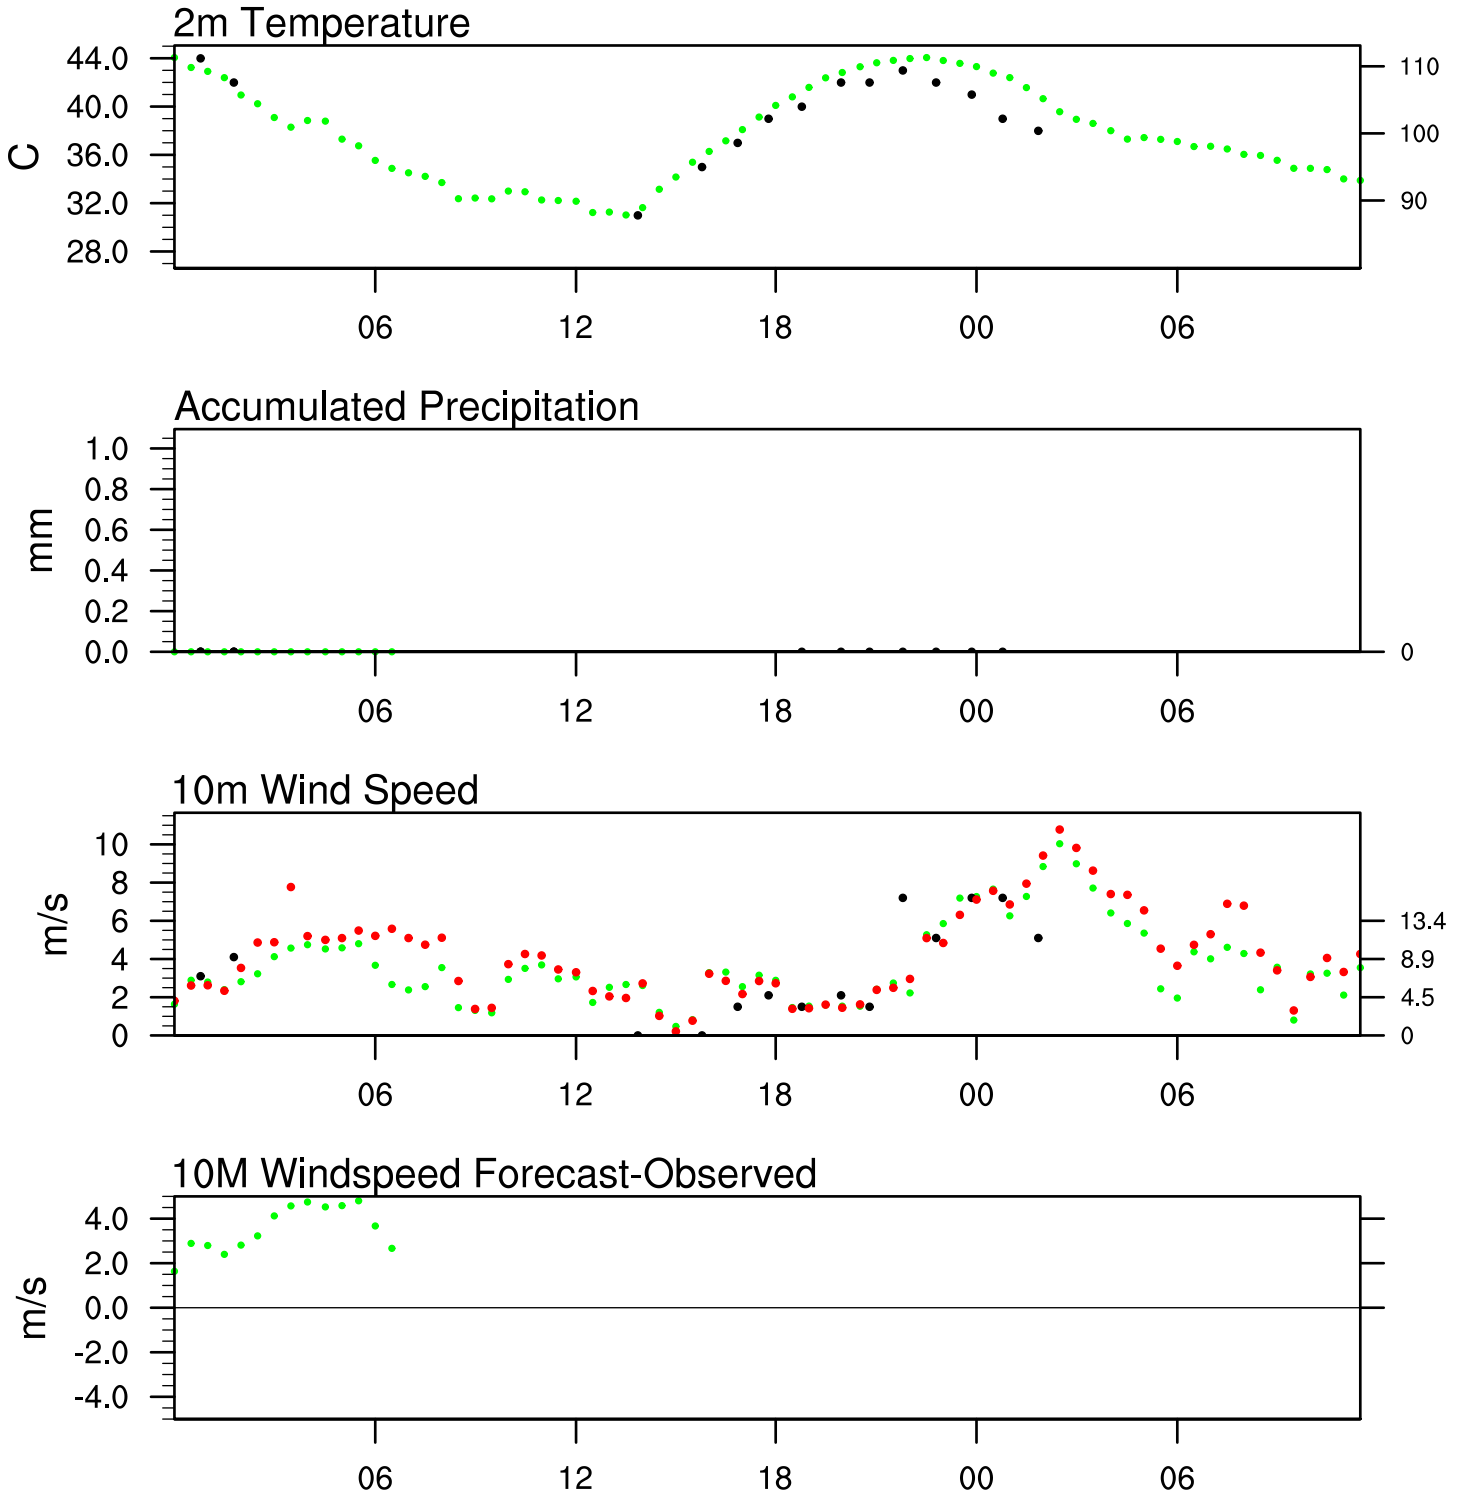 2m Temperature
44.0
40.0
36.0
32.0
28.0
C
110
100
90
06 12 18 00 06
Accumulated Precipitation
1.0
0.8
0.6
0.4
0.2
0.0
mm
0
06 12 18 00 06
10m Wind Speed
10
8
6
4
2
0
m/s
13.4
8.9
4.5
0
06 12 18 00 06
10M Windspeed Forecast-Observed
4.0
2.0
0.0
-2.0
-4.0
m/s
06 12 18 00 06